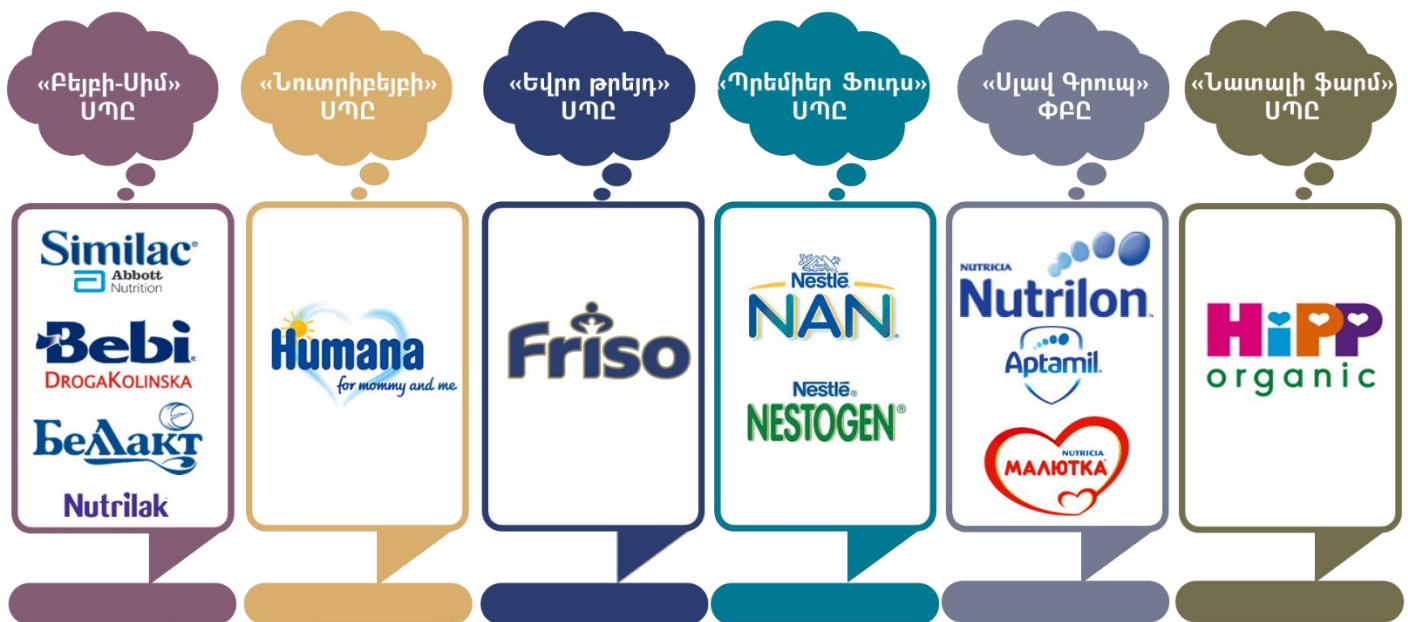 «Բեյբի-Սիմ»
ՍՊԸ
«Նուտրիբեյբի»
ՍՊԸ
«Եվրո թրեյդ»
ՍՊԸ
«Պրեմիեր Ֆուդս»
ՍՊԸ
«Սլավ Գրուպ»
ՓԲԸ
«Նատալի ֆարմ»
ՍՊԸ
Similac®
Abbott
Nutrition
Bebi®
DROGAKOLINSKA
Беллакт
Nutrilak
Humana
for mommy and me
Friso
Nestlé
NAN®
Nestlé®
NESTOGEN®
NUTRICIA
Nutrilon
Aptamil
NUTRICIA
МАЛЮТКА
HiPP
organic